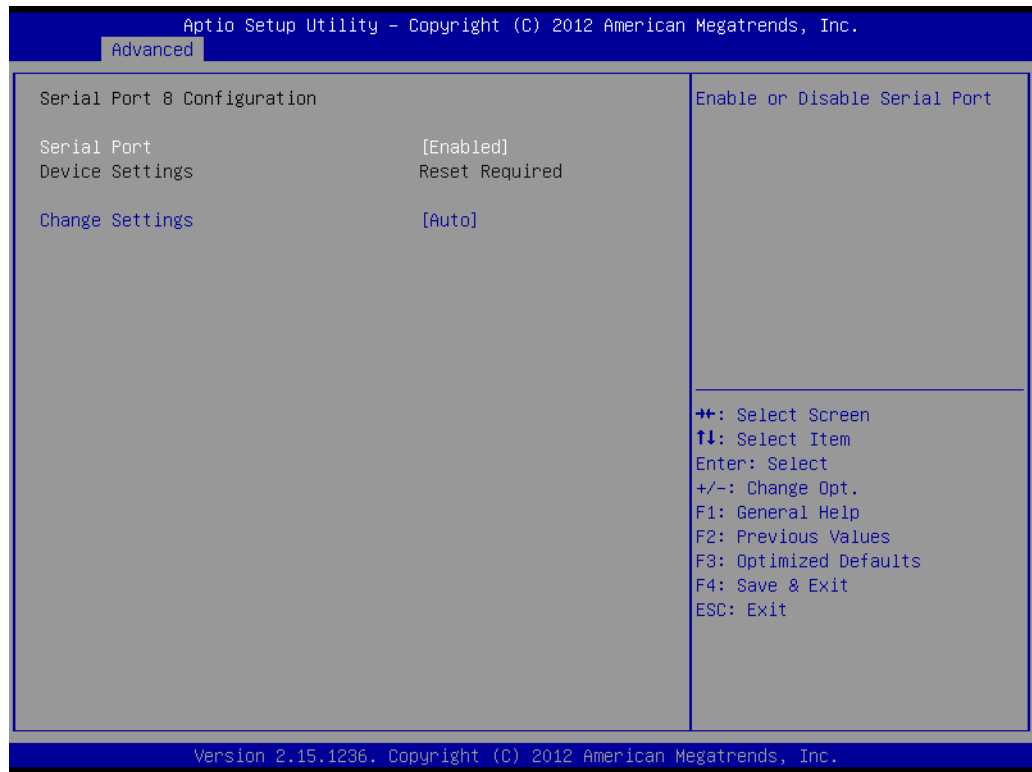 Aptio Setup Utility – Copyright (C) 2012 American Megatrends, Inc.
Advanced
Serial Port 8 Configuration
Serial Port [Enabled]
Device Settings Reset Required
Change Settings [Auto]
Enable or Disable Serial Port
→←: Select Screen
↑↓: Select Item
Enter: Select
+/-: Change Opt.
F1: General Help
F2: Previous Values
F3: Optimized Defaults
F4: Save & Exit
ESC: Exit
Version 2.15.1236. Copyright (C) 2012 American Megatrends, Inc.